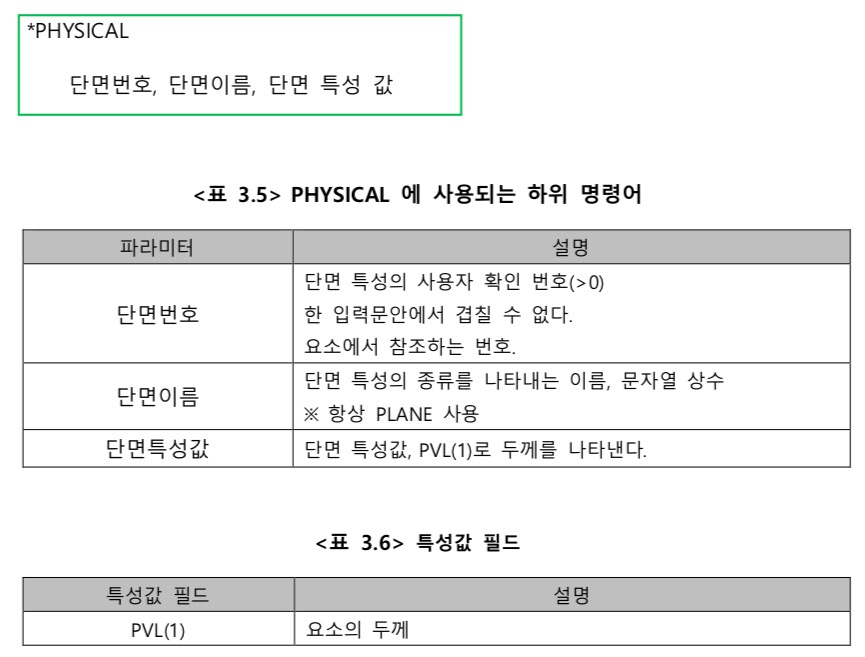 *PHYSICAL
단면번호, 단면이름, 단면 특성 값
<표 3.5> PHYSICAL 에 사용되는 하위 명령어
파라미터 설명
단면번호
단면 특성의 사용자 확인 번호(>0)
한 입력문안에서 겹칠 수 없다.
요소에서 참조하는 번호.
단면이름
단면 특성의 종류를 나타내는 이름, 문자열 상수
※ 항상 PLANE 사용
단면특성값 단면 특성값, PVL(1)로 두께를 나타낸다.
<표 3.6> 특성값 필드
특성값 필드 설명
PVL(1) 요소의 두께